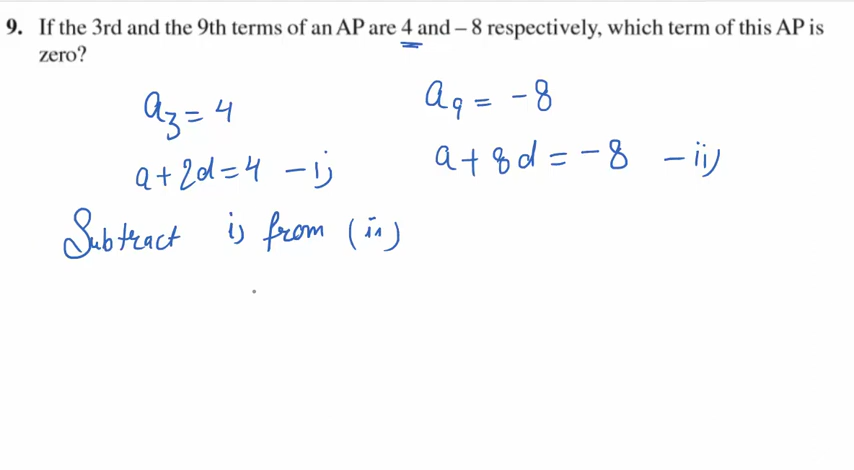 9. If the 3rd and the 9th terms of an AP are 4 and – 8 respectively, which term of this AP is
zero?
a₃ = 4
a₉ = -8
a + 2d = 4 - i)
a + 8d = -8 - ii)
Subtract i) from (ii)